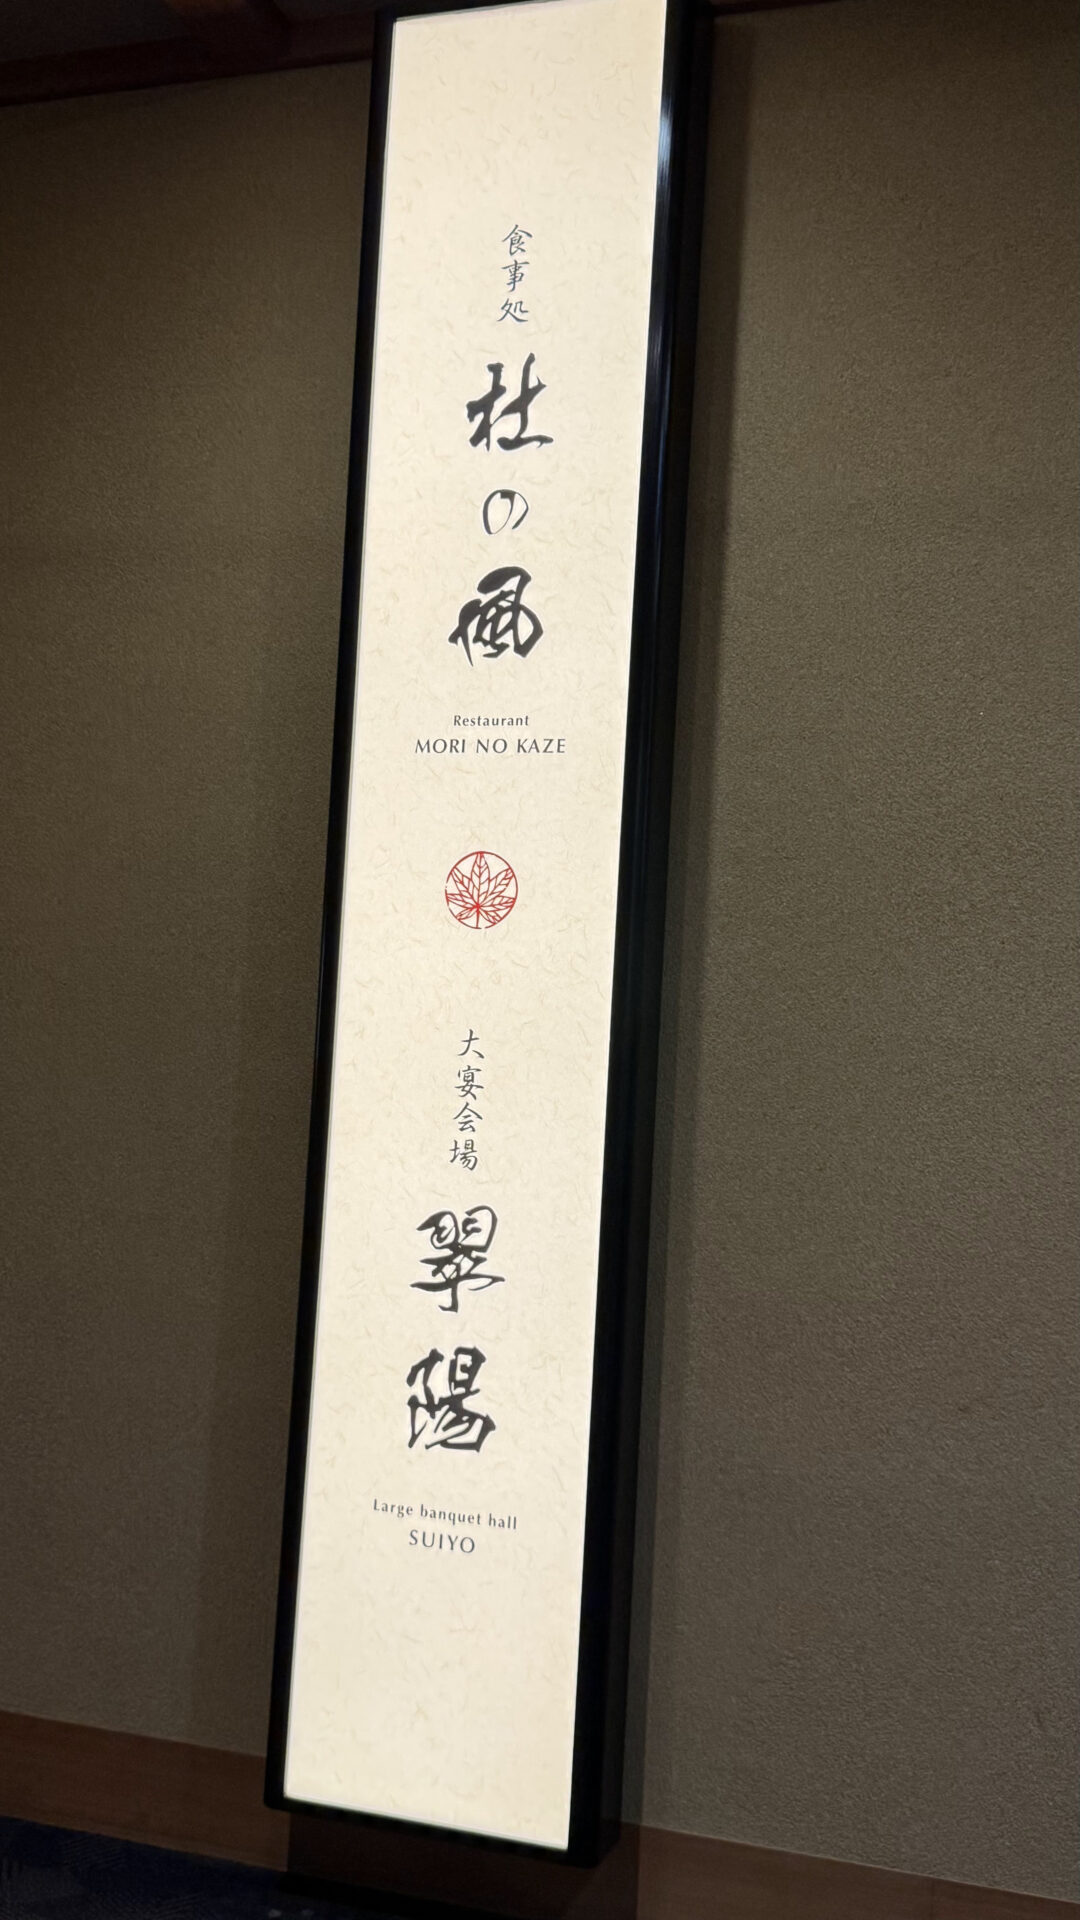 食事処
杜の風
Restaurant
MORI NO KAZE
大宴会場
翠陽
Large banquet hall
SUIYO